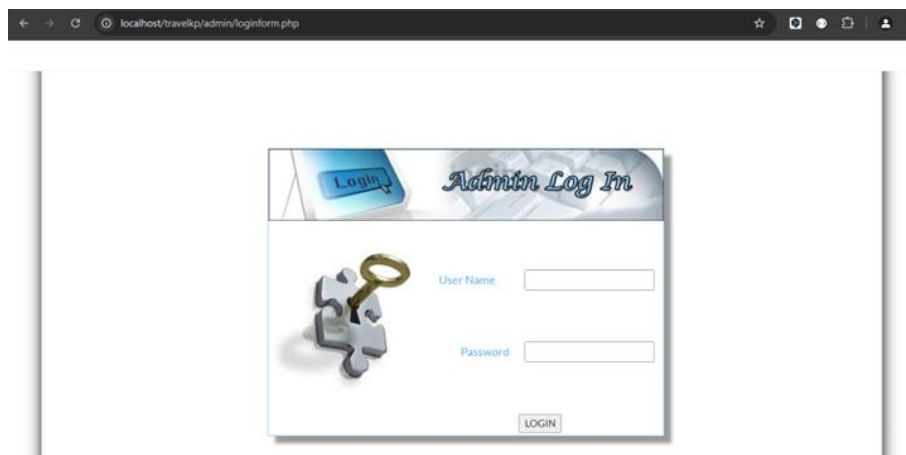 localhost/travelkp/admin/loginform.php
Login
Admin Log In
User Name
Password
LOGIN